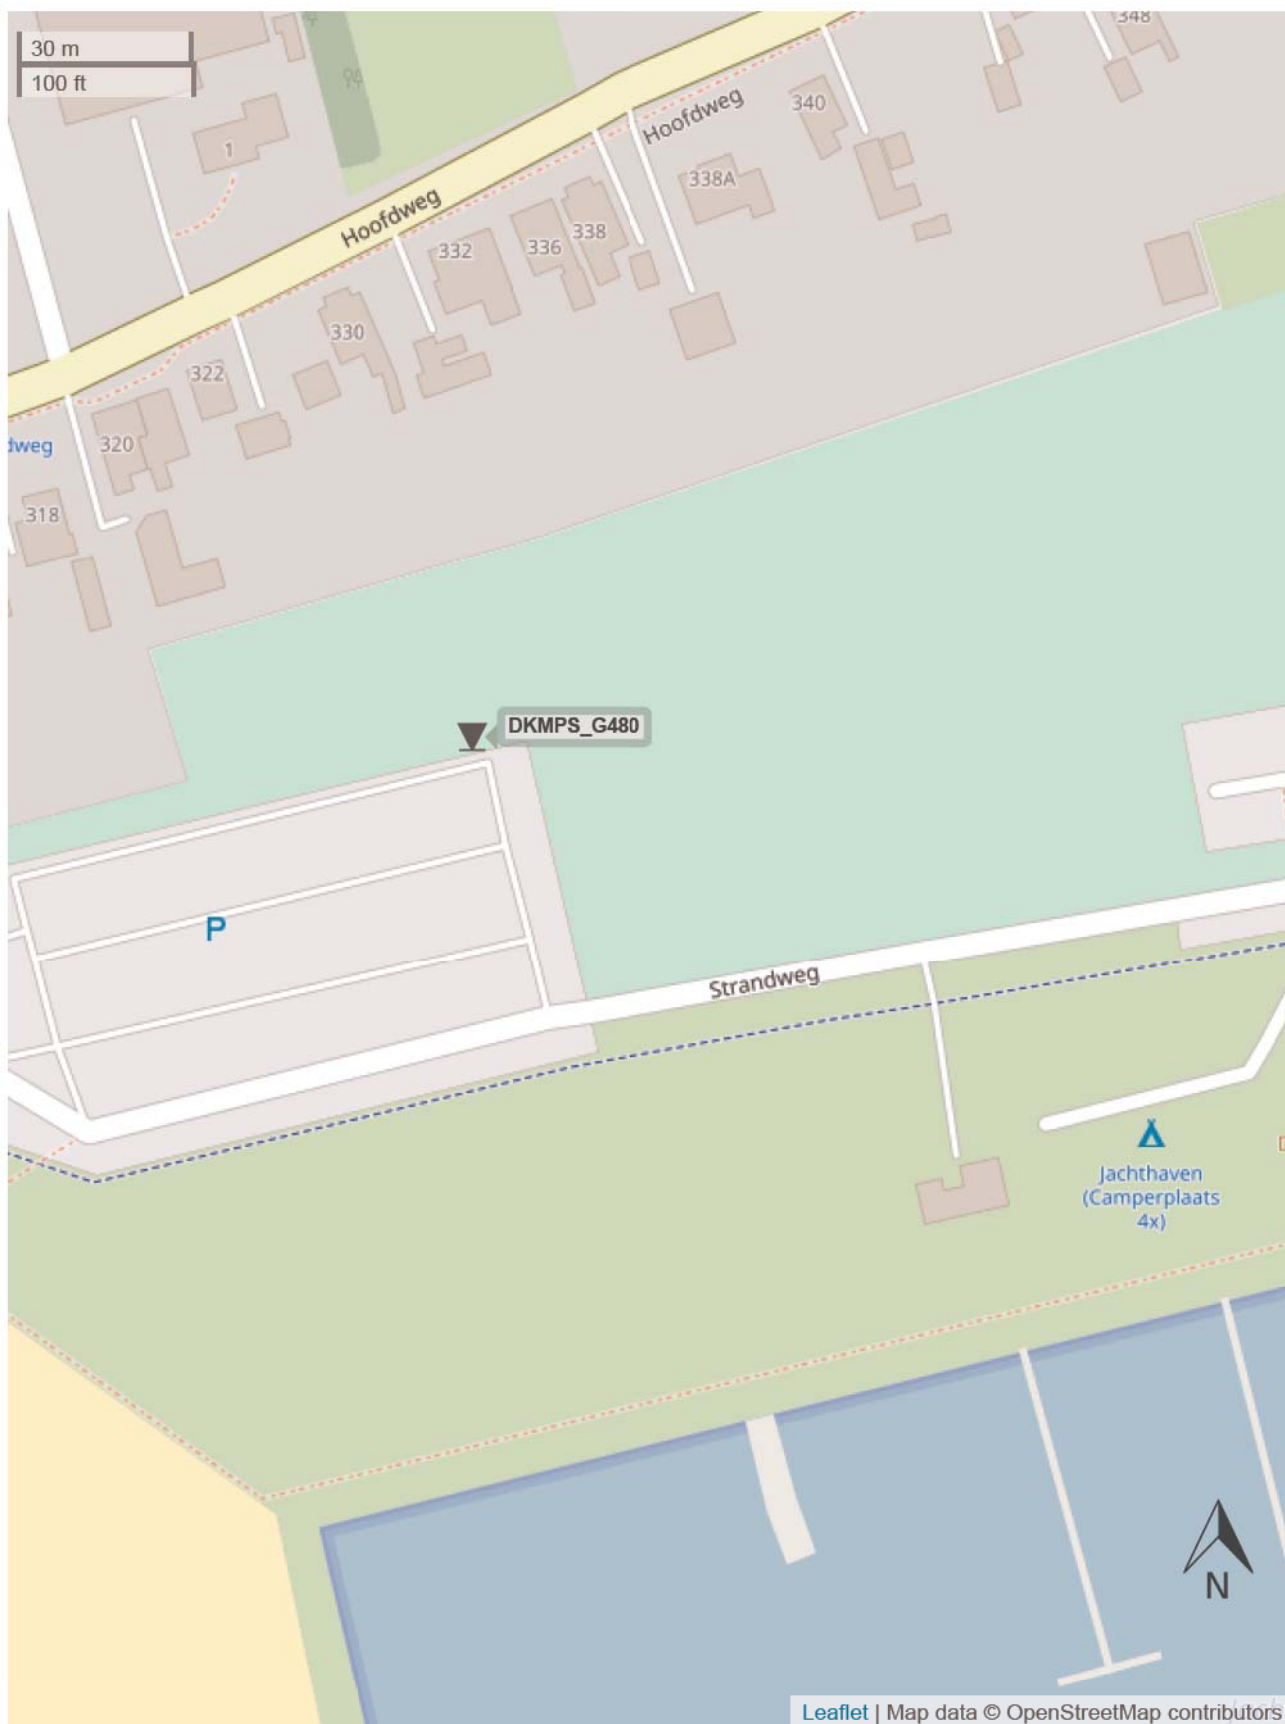 30 m
100 ft
348
94
1
Hoofdweg
340
338A
Hoofdweg
332
336
338
330
322
320
dweg
318
DKMPS_G480
P
Strandweg
Jachthaven
(Camperplaats
4x)
N
Leaflet | Map data © OpenStreetMap contributors